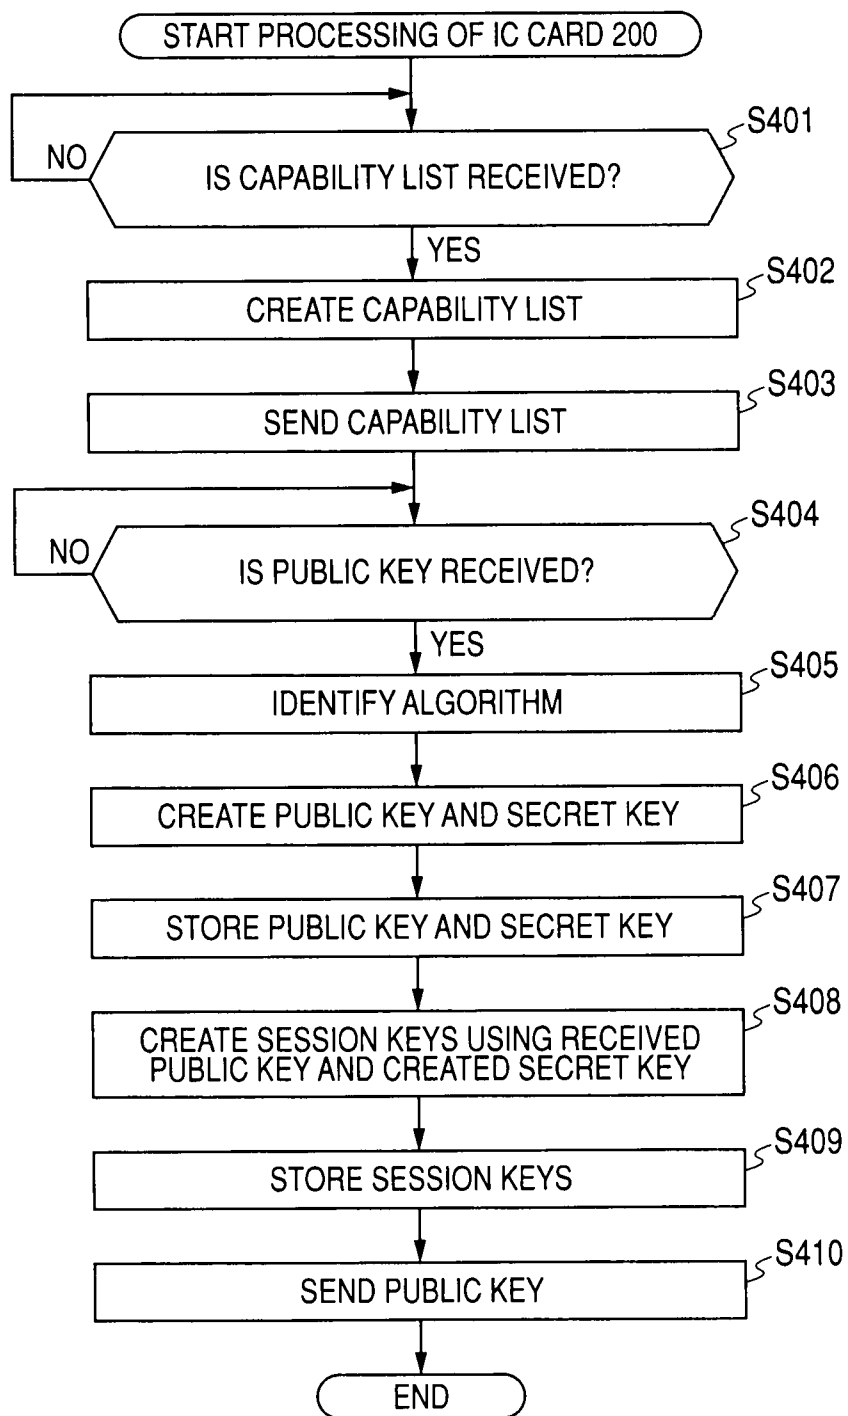 START PROCESSING OF IC CARD 200
S401
NO
IS CAPABILITY LIST RECEIVED?
YES
S402
CREATE CAPABILITY LIST
S403
SEND CAPABILITY LIST
S404
NO
IS PUBLIC KEY RECEIVED?
YES
S405
IDENTIFY ALGORITHM
S406
CREATE PUBLIC KEY AND SECRET KEY
S407
STORE PUBLIC KEY AND SECRET KEY
S408
CREATE SESSION KEYS USING RECEIVED
PUBLIC KEY AND CREATED SECRET KEY
S409
STORE SESSION KEYS
S410
SEND PUBLIC KEY
END